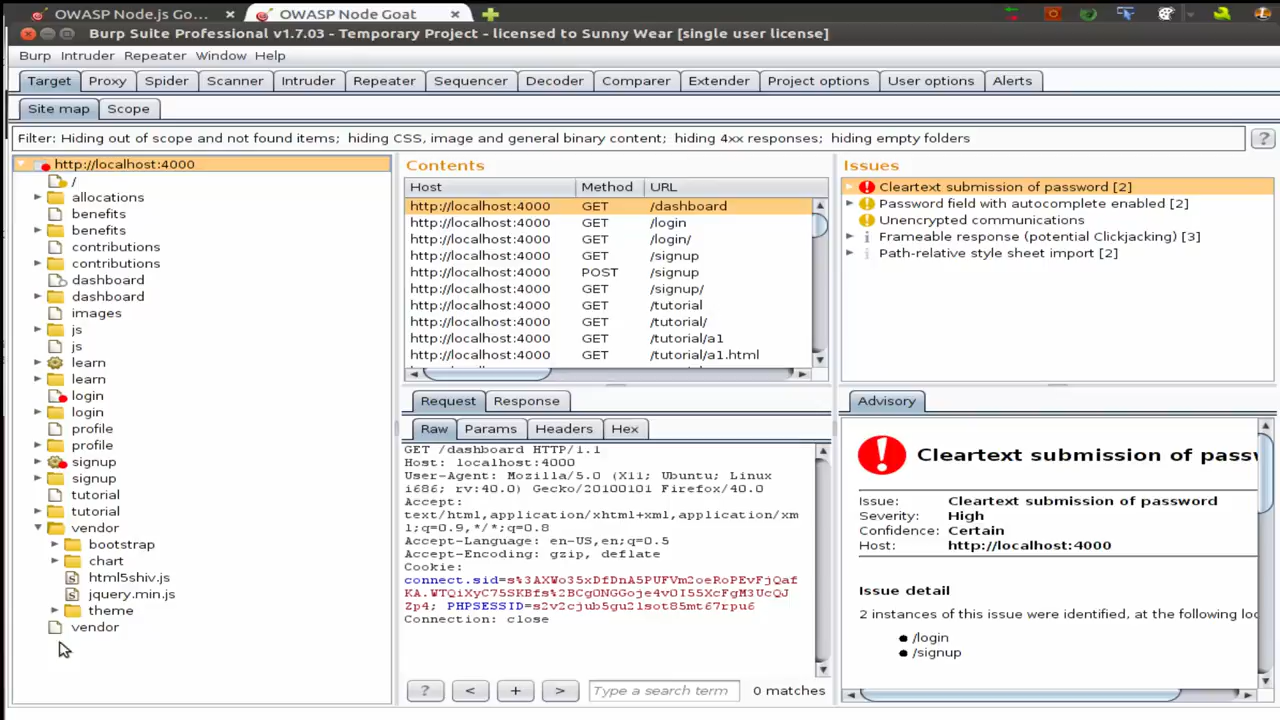 OWASP Node.js Go...
OWASP Node Goat
Burp Suite Professional v1.7.03 - Temporary Project - licensed to Sunny Wear [single user license]
Burp Intruder Repeater Window Help
Target Proxy Spider Scanner Intruder Repeater Sequencer Decoder Comparer Extender Project options User options Alerts
Site map Scope
Filter: Hiding out of scope and not found items; hiding CSS, image and general binary content; hiding 4xx responses; hiding empty folders ?
http://localhost:4000
/
allocations
benefits
benefits
contributions
contributions
dashboard
dashboard
images
js
js
learn
learn
login
login
profile
profile
signup
signup
tutorial
tutorial
vendor
bootstrap
chart
html5shiv.js
jquery.min.js
theme
vendor
Contents
Host Method URL
http://localhost:4000 GET /dashboard
http://localhost:4000 GET /login
http://localhost:4000 GET /login/
http://localhost:4000 GET /signup
http://localhost:4000 POST /signup
http://localhost:4000 GET /signup/
http://localhost:4000 GET /tutorial
http://localhost:4000 GET /tutorial/
http://localhost:4000 GET /tutorial/a1
http://localhost:4000 GET /tutorial/a1.html
Request Response
Raw Params Headers Hex
GET /dashboard HTTP/1.1
Host: localhost:4000
User-Agent: Mozilla/5.0 (X11; Ubuntu; Linux
i686; rv:40.0) Gecko/20100101 Firefox/40.0
Accept:
text/html,application/xhtml+xml,application/xm
l;q=0.9,*/*;q=0.8
Accept-Language: en-US,en;q=0.5
Accept-Encoding: gzip, deflate
Cookie:
connect.sid=s%3AXWo35xDfDnA5PUFVm2oeRoPEvFjQaf
KA.WTQiXyC75SKBfs%2BCgONGGoje4vOI55XcFgM3UcQJ
Zp4; PHPSESSID=s2v2cjub5gu2lsot85mt67rpu6
Connection: close
? < + > Type a search term 0 matches
Issues
Cleartext submission of password [2]
Password field with autocomplete enabled [2]
Unencrypted communications
Frameable response (potential Clickjacking) [3]
Path-relative style sheet import [2]
Advisory
Cleartext submission of passw
Issue: Cleartext submission of password
Severity: High
Confidence: Certain
Host: http://localhost:4000
Issue detail
2 instances of this issue were identified, at the following loc
/login
/signup